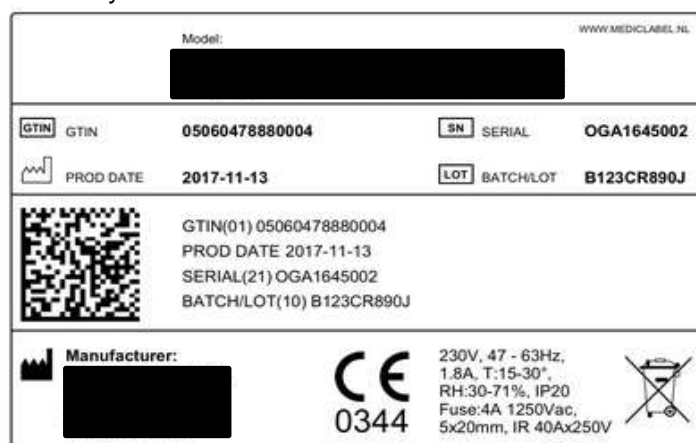 Model:
WWW.MEDICLABEL.NL
GTIN GTIN 05060478880004 SN SERIAL OGA1645002
PROD DATE 2017-11-13 LOT BATCH/LOT B123CR890J
GTIN(01) 05060478880004
PROD DATE 2017-11-13
SERIAL(21) OGA1645002
BATCH/LOT(10) B123CR890J
Manufacturer:
CE
0344
230V, 47 - 63Hz,
1.8A, T:15-30°,
RH:30-71%, IP20
Fuse:4A 1250Vac,
5x20mm, IR 40Ax250V